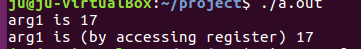 ju@ju-VirtualBox:~/project$ ./a.out
arg1 is 17
arg1 is (by accessing register) 17